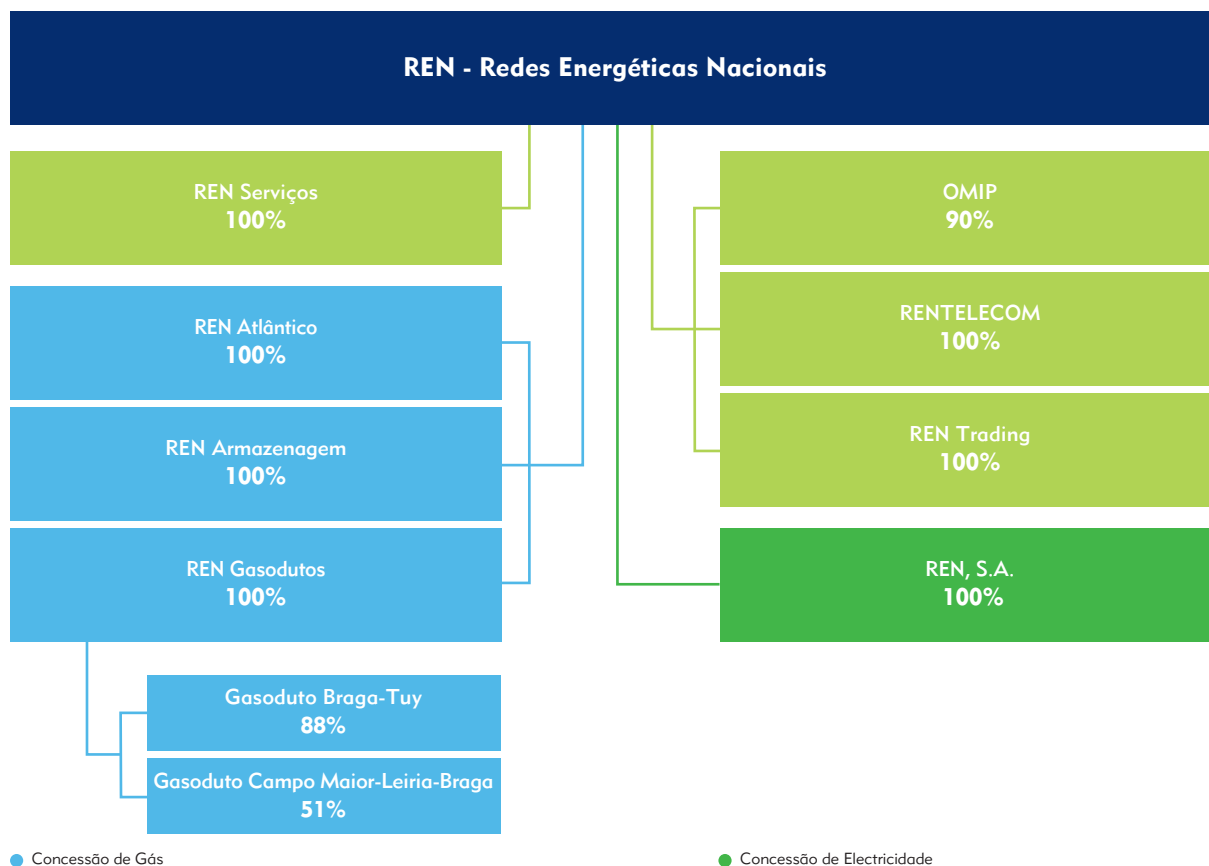 REN - Redes Energéticas Nacionais
REN Serviços
100%
REN Atlântico
100%
REN Armazenagem
100%
REN Gasodutos
100%
Gasoduto Braga-Tuy
88%
Gasoduto Campo Maior-Leiria-Braga
51%
OMIP
90%
RENTELECOM
100%
REN Trading
100%
REN, S.A.
100%
Concessão de Gás
Concessão de Electricidade